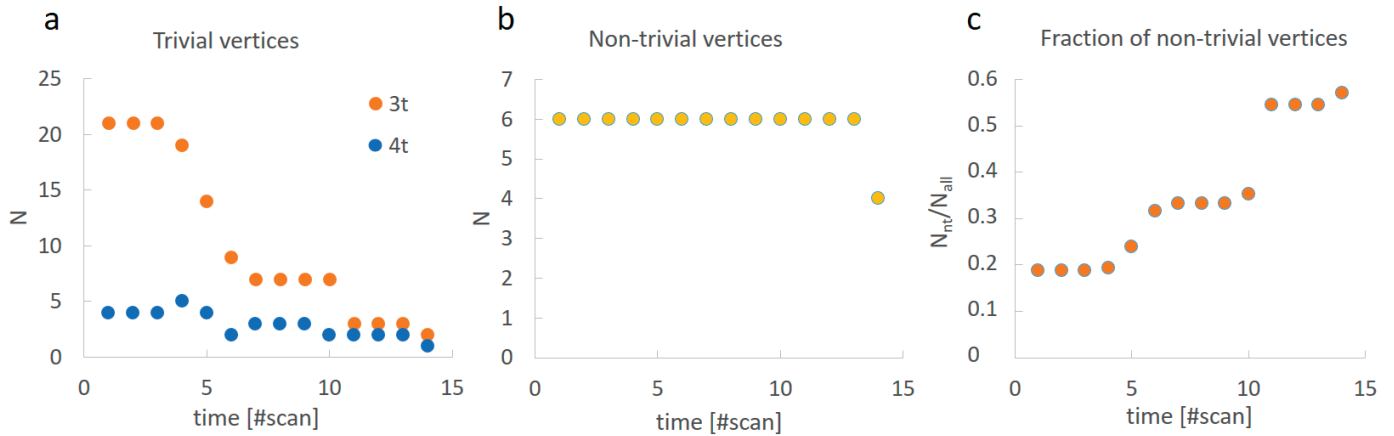 a
Trivial vertices
25
20
15
10
5
0
N
3t
4t
0
5
10
15
time [#scan]
b
Non-trivial vertices
7
6
5
4
3
2
1
0
N
0
5
10
15
time [#scan]
c
Fraction of non-trivial vertices
0.6
0.5
0.4
0.3
0.2
0.1
0
Nnt/Nall
0
5
10
15
time [#scan]